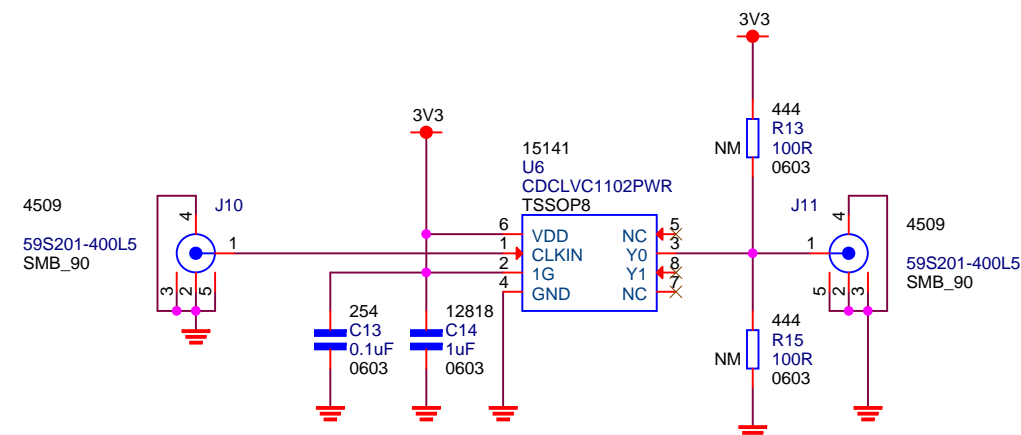 3V3
444
R13
100R
0603
NM
3V3
15141
U6
CDCLVC1102PWR
TSSOP8
4509
J10
59S201-400L5
SMB_90
4
1
3
2
5
6 VDD
1 CLKIN
2 1G
4 GND
NC 5
Y0 3
Y1 8
NC 7
J11
4509
59S201-400L5
SMB_90
4
1
5
2
3
254
C13
0.1uF
0603
12818
C14
1uF
0603
444
R15
100R
0603
NM